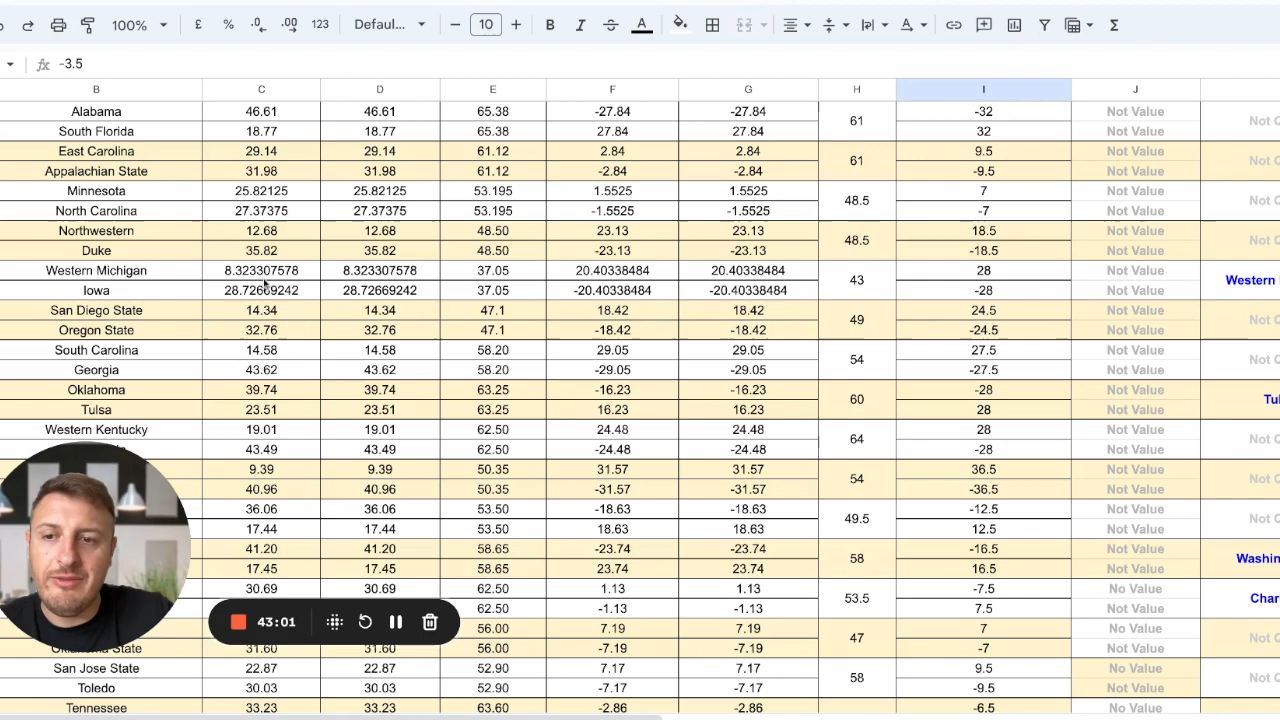 100% £ % .0 .00 123 Defaul... − 10 + B I S A Σ
fx -3.5
B C D E F G H I J
Alabama 46.61 46.61 65.38 -27.84 -27.84 61 -32 Not Value
South Florida 18.77 18.77 65.38 27.84 27.84 32 Not Value Not Q
East Carolina 29.14 29.14 61.12 2.84 2.84 61 9.5 Not Value
Appalachian State 31.98 31.98 61.12 -2.84 -2.84 -9.5 Not Value Not Q
Minnesota 25.82125 25.82125 53.195 1.5525 1.5525 48.5 7 Not Value
North Carolina 27.37375 27.37375 53.195 -1.5525 -1.5525 -7 Not Value Not Q
Northwestern 12.68 12.68 48.50 23.13 23.13 48.5 18.5 Not Value
Duke 35.82 35.82 48.50 -23.13 -23.13 -18.5 Not Value Not Q
Western Michigan 8.323307578 8.323307578 37.05 20.40338484 20.40338484 43 28 Not Value
Iowa 28.72669242 28.72669242 37.05 -20.40338484 -20.40338484 -28 Not Value Western
San Diego State 14.34 14.34 47.1 18.42 18.42 49 24.5 Not Value
Oregon State 32.76 32.76 47.1 -18.42 -18.42 -24.5 Not Value Not Q
South Carolina 14.58 14.58 58.20 29.05 29.05 54 27.5 Not Value
Georgia 43.62 43.62 58.20 -29.05 -29.05 -27.5 Not Value Not Q
Oklahoma 39.74 39.74 63.25 -16.23 -16.23 60 -28 Not Value
Tulsa 23.51 23.51 63.25 16.23 16.23 28 Not Value Tul
Western Kentucky 19.01 19.01 62.50 24.48 24.48 64 28 Not Value
43.49 43.49 62.50 -24.48 -24.48 -28 Not Value Not Q
9.39 9.39 50.35 31.57 31.57 54 36.5 Not Value
40.96 40.96 50.35 -31.57 -31.57 -36.5 Not Value Not Q
36.06 36.06 53.50 -18.63 -18.63 49.5 -12.5 Not Value
17.44 17.44 53.50 18.63 18.63 12.5 Not Value Not Q
41.20 41.20 58.65 -23.74 -23.74 58 -16.5 Not Value
17.45 17.45 58.65 23.74 23.74 16.5 Not Value Washin
30.69 30.69 62.50 1.13 1.13 53.5 -7.5 No Value
62.50 -1.13 -1.13 7.5 No Value Char
43:01
56.00 7.19 7.19 47 7 No Value
Oklahoma State 31.60 31.60 56.00 -7.19 -7.19 -7 Not Value Not Q
San Jose State 22.87 22.87 52.90 7.17 7.17 58 9.5 No Value
Toledo 30.03 30.03 52.90 -7.17 -7.17 -9.5 Not Value Not Q
Tennessee 33.23 33.23 63.60 -2.86 -2.86 -6.5 No Value